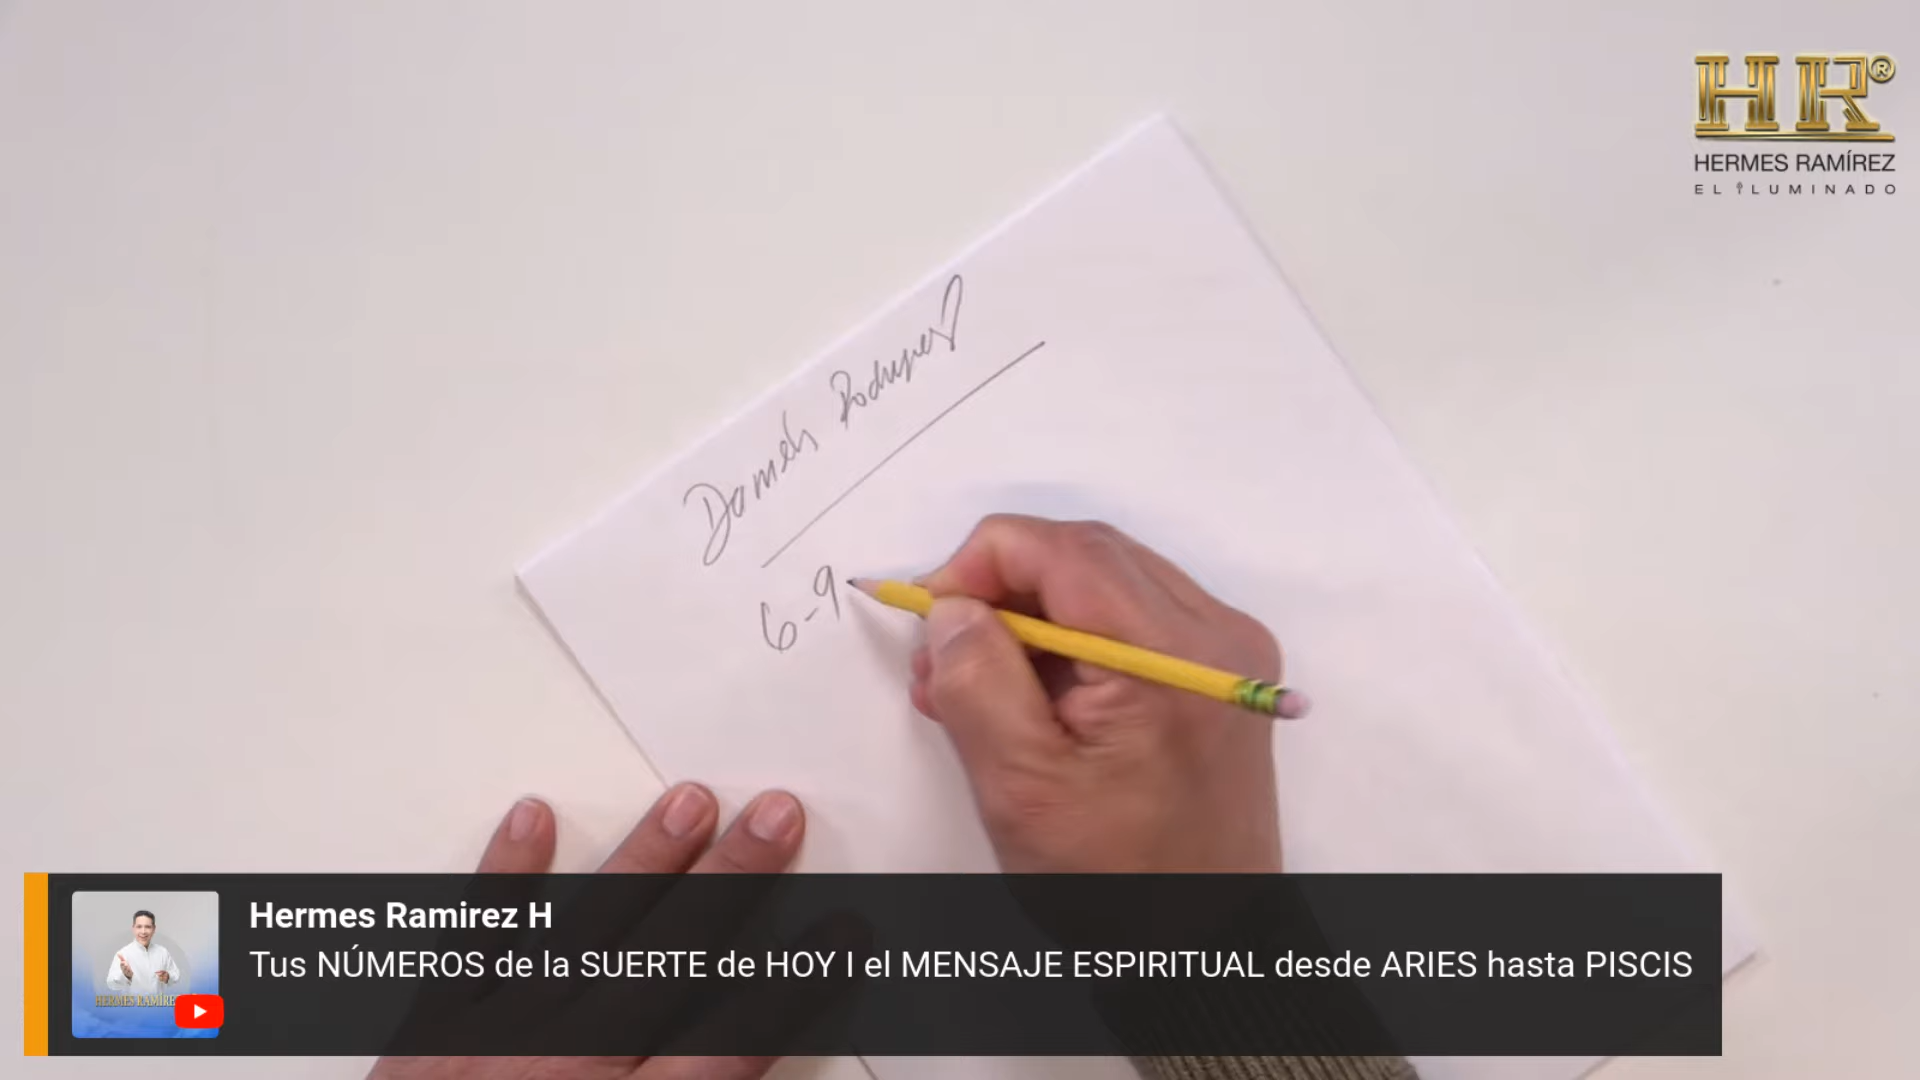 HR®
HERMES RAMÍREZ
EL ILUMINADO
Rodriguez
6-9
Hermes Ramirez H
Tus NÚMEROS de la SUERTE de HOY I el MENSAJE ESPIRITUAL desde ARIES hasta PISCIS